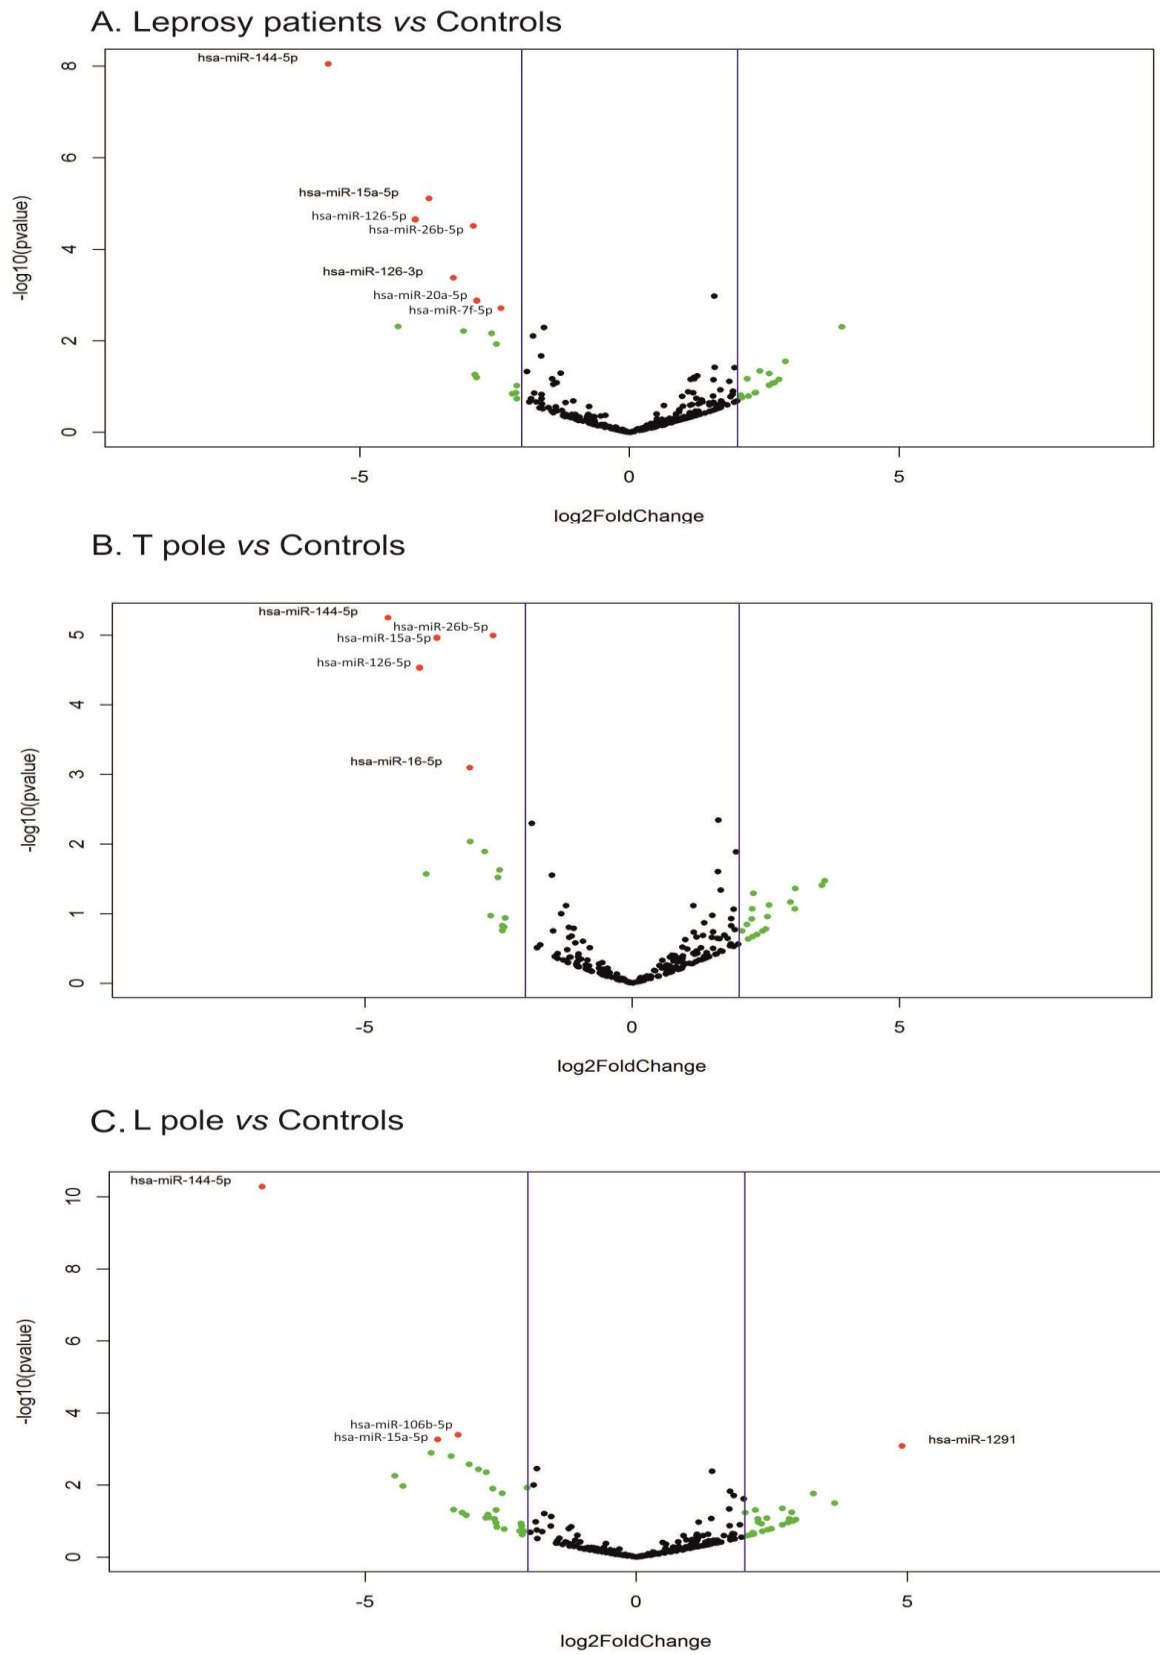 A. Leprosy patients vs Controls
hsa-miR-144-5p
hsa-miR-15a-5p
hsa-miR-126-5p
hsa-miR-26b-5p
hsa-miR-126-3p
hsa-miR-20a-5p
hsa-miR-7f-5p
-log10(pvalue)
8
6
4
2
0
-5
0
5
log2FoldChange
B. T pole vs Controls
hsa-miR-144-5p
hsa-miR-26b-5p
hsa-miR-15a-5p
hsa-miR-126-5p
hsa-miR-16-5p
-log10(pvalue)
5
4
3
2
1
0
-5
0
5
log2FoldChange
C. L pole vs Controls
hsa-miR-144-5p
hsa-miR-106b-5p
hsa-miR-15a-5p
hsa-miR-1291
-log10(pvalue)
10
8
6
4
2
0
-5
0
5
log2FoldChange